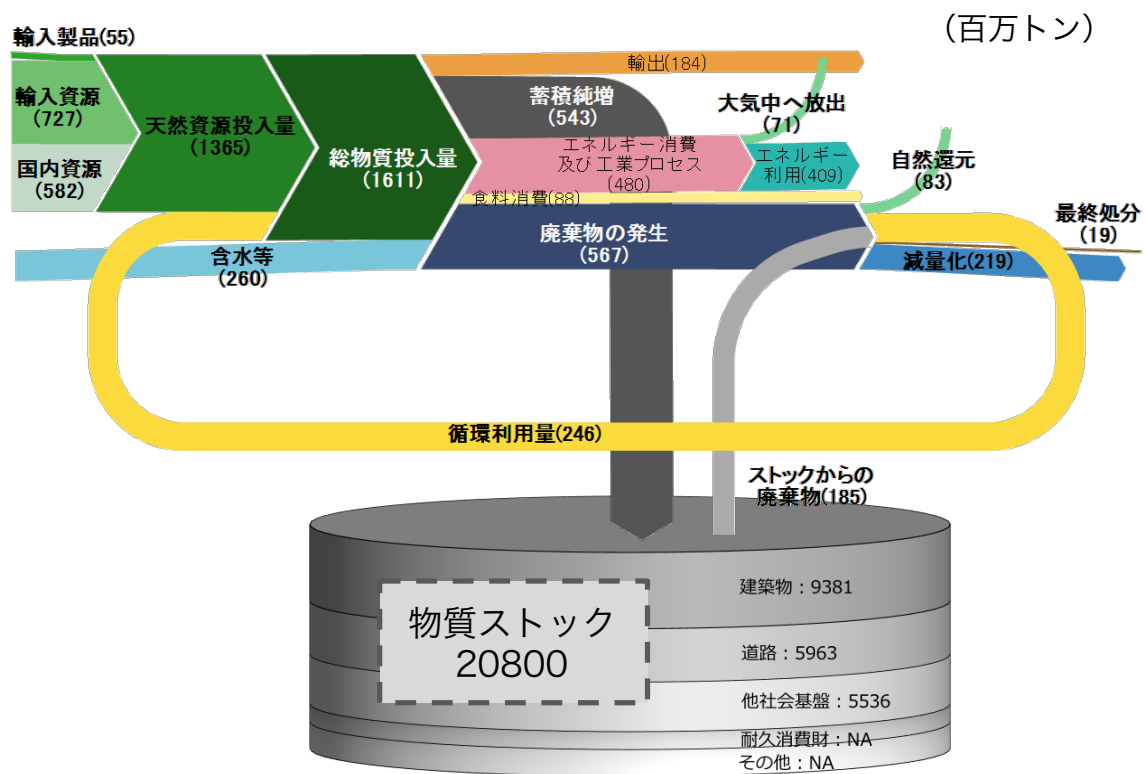 (百万トン)
輸入製品(55)
輸入資源
(727)
国内資源
(582)
天然資源投入量
(1365)
総物質投入量
(1611)
輸出(184)
蓄積純増
(543)
エネルギー消費
及び工業プロセス
(480)
大気中へ放出
(71)
エネルギー
利用(409)
食料消費(88)
自然還元
(83)
廃棄物の発生
(567)
最終処分
(19)
減量化(219)
含水等
(260)
循環利用量(246)
ストックからの
廃棄物(185)
物質ストック
20800
建築物：9381
道路：5963
他社会基盤：5536
耐久消費財：NA
その他：NA